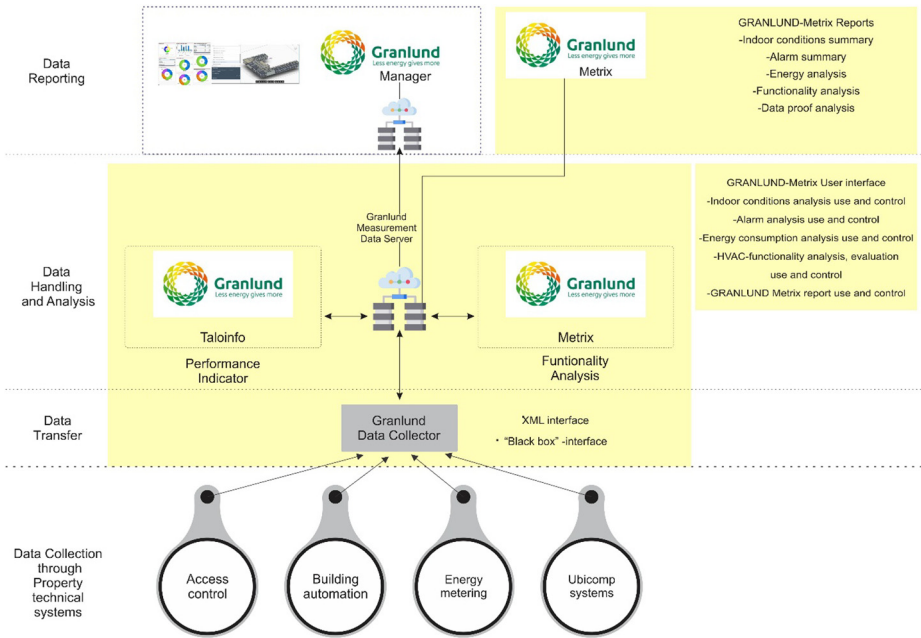 Data
Reporting
Granlund
Less energy gives more
Manager
Granlund
Less energy gives more
Metrix
GRANLUND-Metrix Reports
-Indoor conditions summary
-Alarm summary
-Energy analysis
-Functionality analysis
-Data proof analysis
Data
Handling
and Analysis
Granlund
Measurement
Data Server
Granlund
Less energy gives more
Taloinfo
Performance
Indicator
Granlund
Less energy gives more
Metrix
Funtionality
Analysis
GRANLUND-Metrix User interface
-Indoor conditions analysis use and control
-Alarm analysis use and control
-Energy consumption analysis use and control
-HVAC-functionality analysis, evaluation
use and control
-GRANLUND Metrix report use and control
Data
Transfer
Granlund
Data Collector
XML interface
• “Black box” -interface
Data Collection
through
Property
technical
systems
Access
control
Building
automation
Energy
metering
Ubicomp
systems